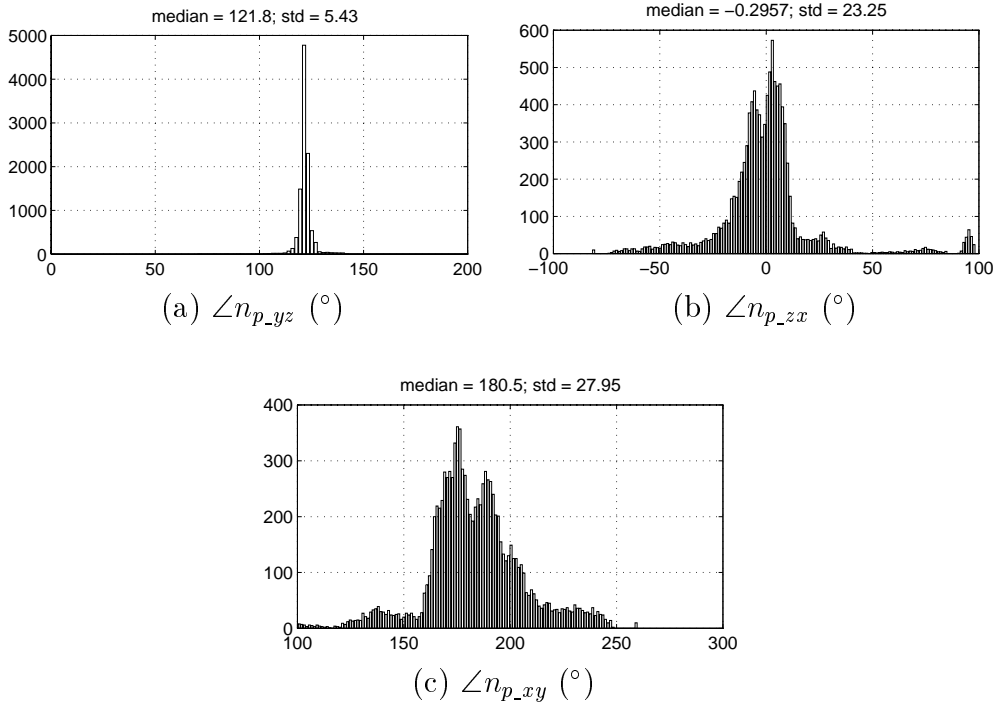 median = 121.8; std = 5.43
5000
4000
3000
2000
1000
0
0 50 100 150 200
(a) ∠n_{p_yz} (°)
median = −0.2957; std = 23.25
600
500
400
300
200
100
0
−100 −50 0 50 100
(b) ∠n_{p_zx} (°)
median = 180.5; std = 27.95
400
300
200
100
0
100 150 200 250 300
(c) ∠n_{p_xy} (°)